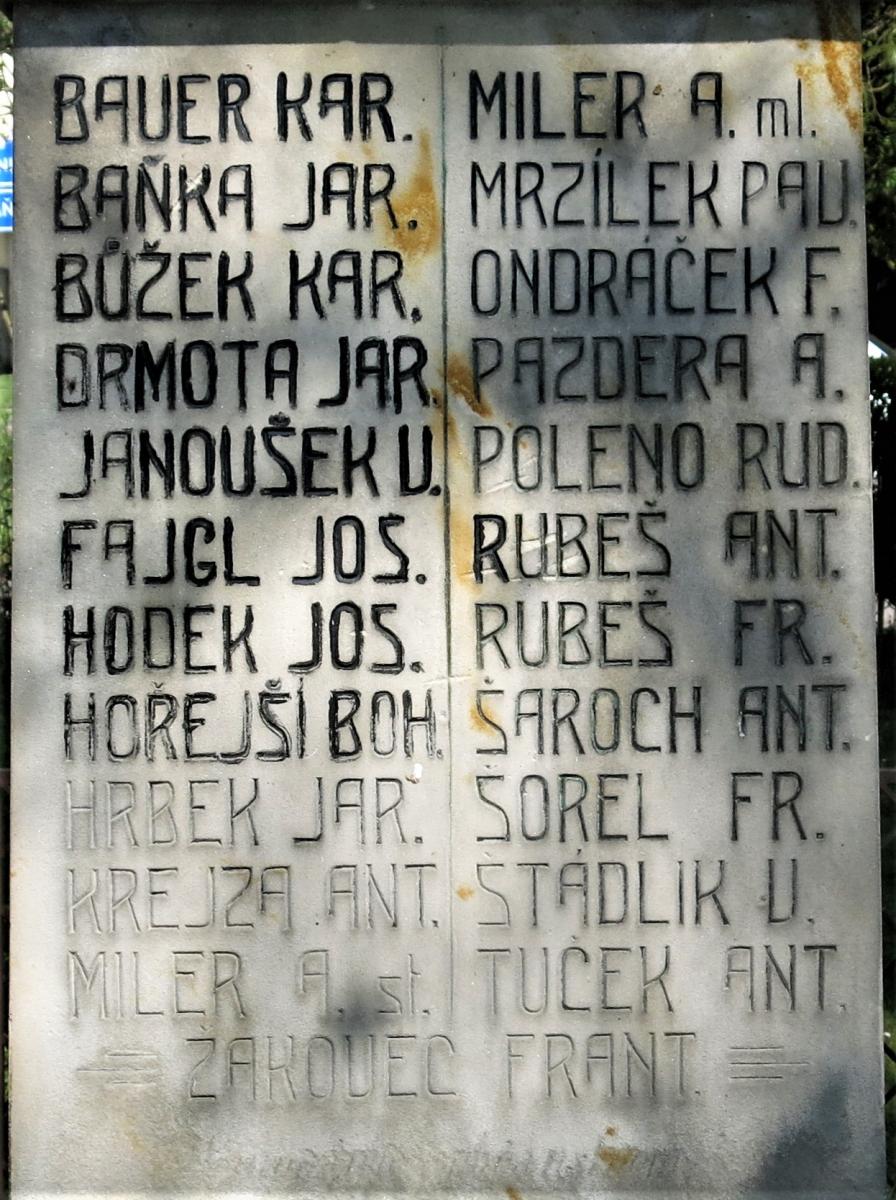 BAUER KAR.
BAŇKA JAR.
BŮŽEK KAR.
DRMOTA JAR.
JANOUŠEK V.
FAJGL JOS.
HODEK JOS.
HOŘEJŠÍ BOH.
HRBEK JAR.
KREJZA ANT.
MILER A. st.
MILER A. ml.
MRZÍLEK PAV.
ONDRÁČEK F.
PAZDERA A.
POLENO RUD.
RUBEŠ ANT.
RUBEŠ FR.
ŠAROCH ANT.
ŠOREL FR.
ŠTÁDLIK V.
TUČEK ANT.
ŽAKOVEC FRANT.